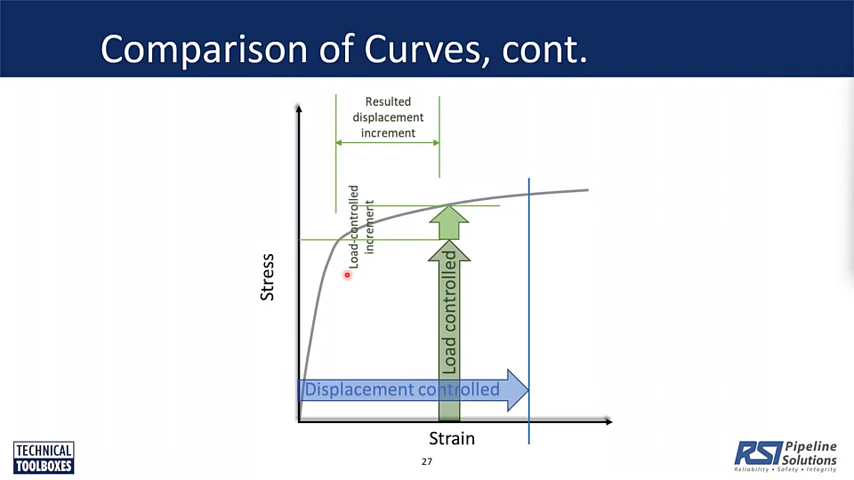 Comparison of Curves, cont.
Resulted
displacement
increment
Load-controlled
increment
Stress
Load controlled
Displacement controlled
Strain
TECHNICAL
TOOLBOXES
27
RSI Pipeline
Solutions
Reliability • Safety • Integrity